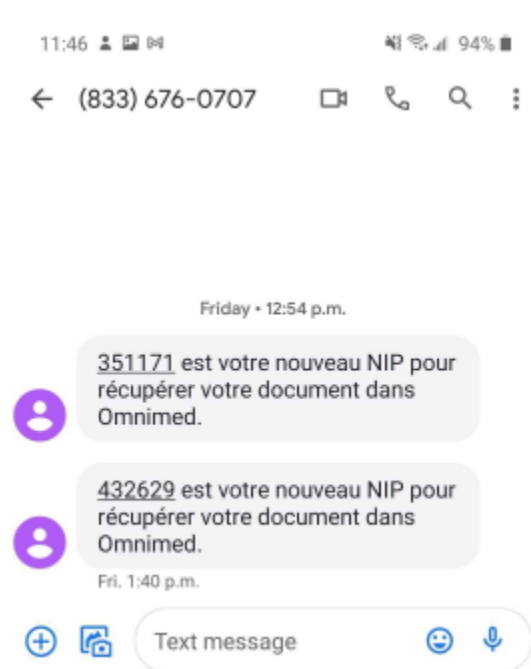 11:46 94%
(833) 676-0707
Friday • 12:54 p.m.
351171 est votre nouveau NIP pour
récupérer votre document dans
Omnimed.
432629 est votre nouveau NIP pour
récupérer votre document dans
Omnimed.
Fri. 1:40 p.m.
Text message